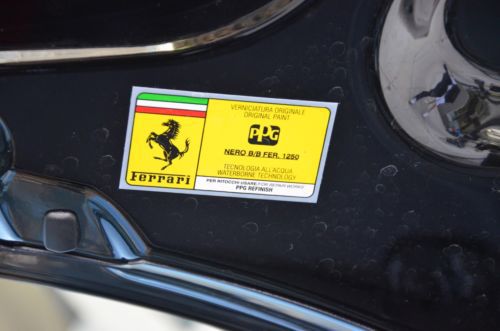 VERNICIATURA ORIGINALE
ORIGINAL PAINT
PPG
NERO B/B FER. 1250
TECNOLOGIA ALL'ACQUA
WATERBORNE TECHNOLOGY
Ferrari
PER RITOCCHI USARE/FOR REPAIR WORKS
PPG REFINISH